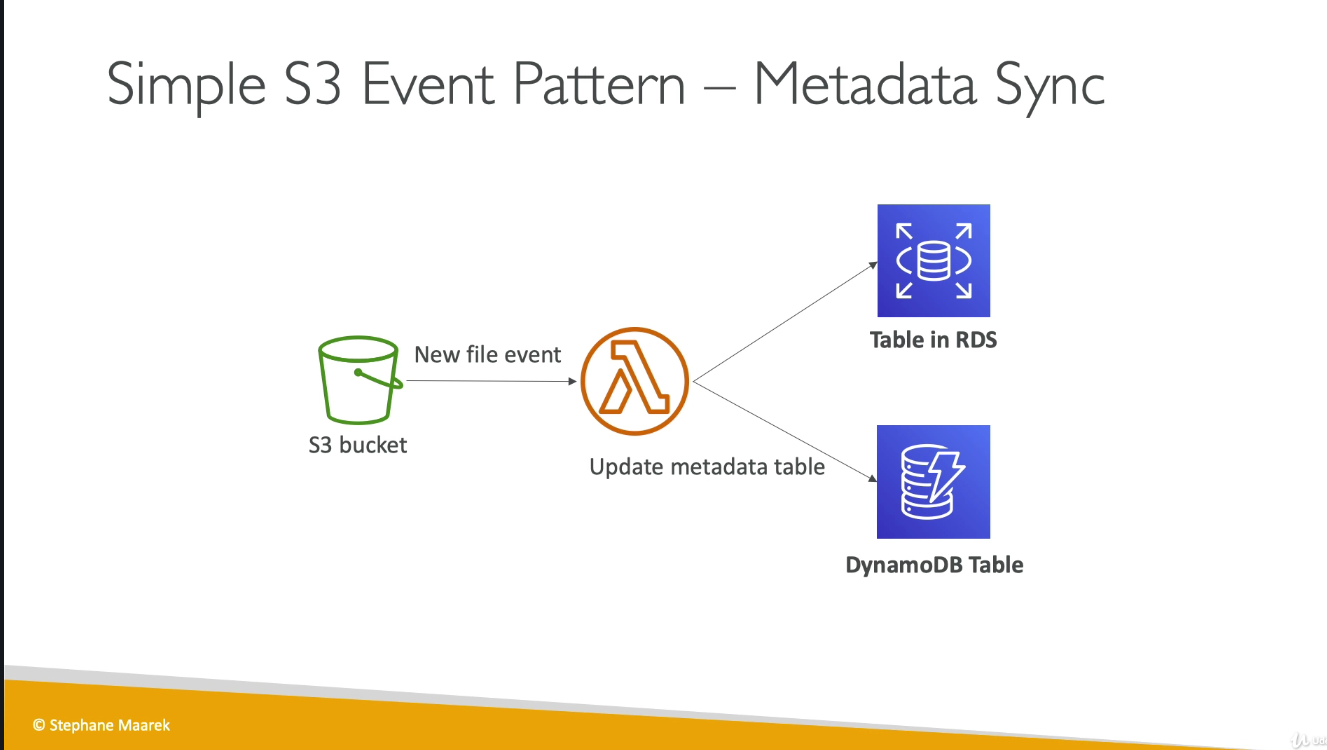 Simple S3 Event Pattern – Metadata Sync
New file event
S3 bucket
Update metadata table
Table in RDS
DynamoDB Table
© Stephane Maarek